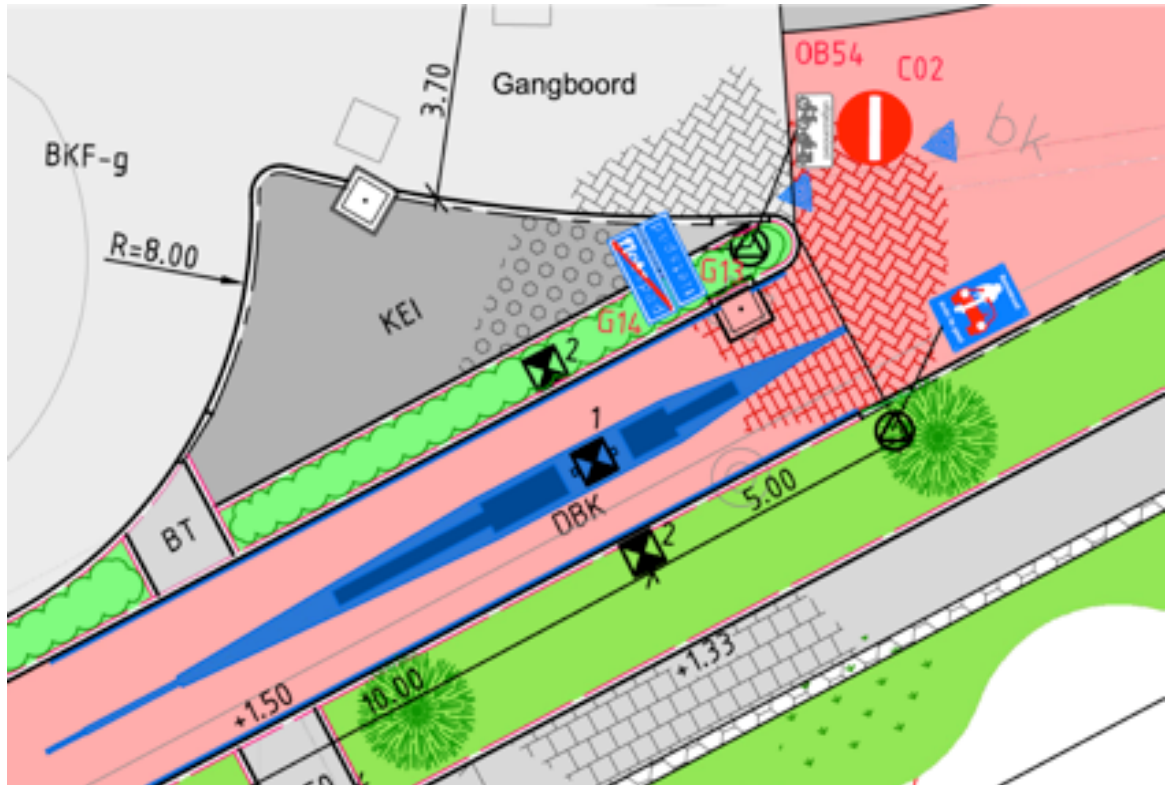 OB54
C02
3.70
Gangboord
bk
BKF-g
R=8.00
G13
KEI
G14
2
1
5.00
DBK
BT
2
+1.33
10.00
+1.50